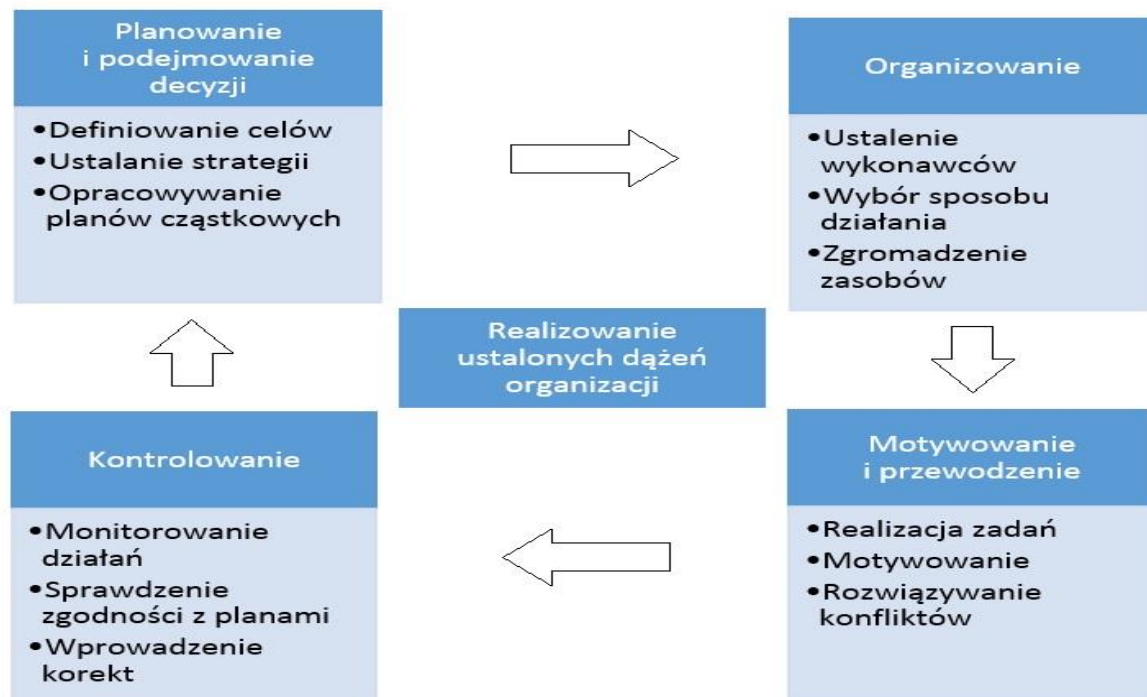 Planowanie
i podejmowanie
decyzji
•Definiowanie celów
•Ustalanie strategii
•Opracowywanie
planów cząstkowych
Organizowanie
•Ustalenie
wykonawców
•Wybór sposobu
działania
•Zgromadzenie
zasobów
Realizowanie
ustalonych dążeń
organizacji
Kontrolowanie
•Monitorowanie
działań
•Sprawdzenie
zgodności z planami
•Wprowadzenie
korekt
Motywowanie
i przewodzenie
•Realizacja zadań
•Motywowanie
•Rozwiązywanie
konfliktów